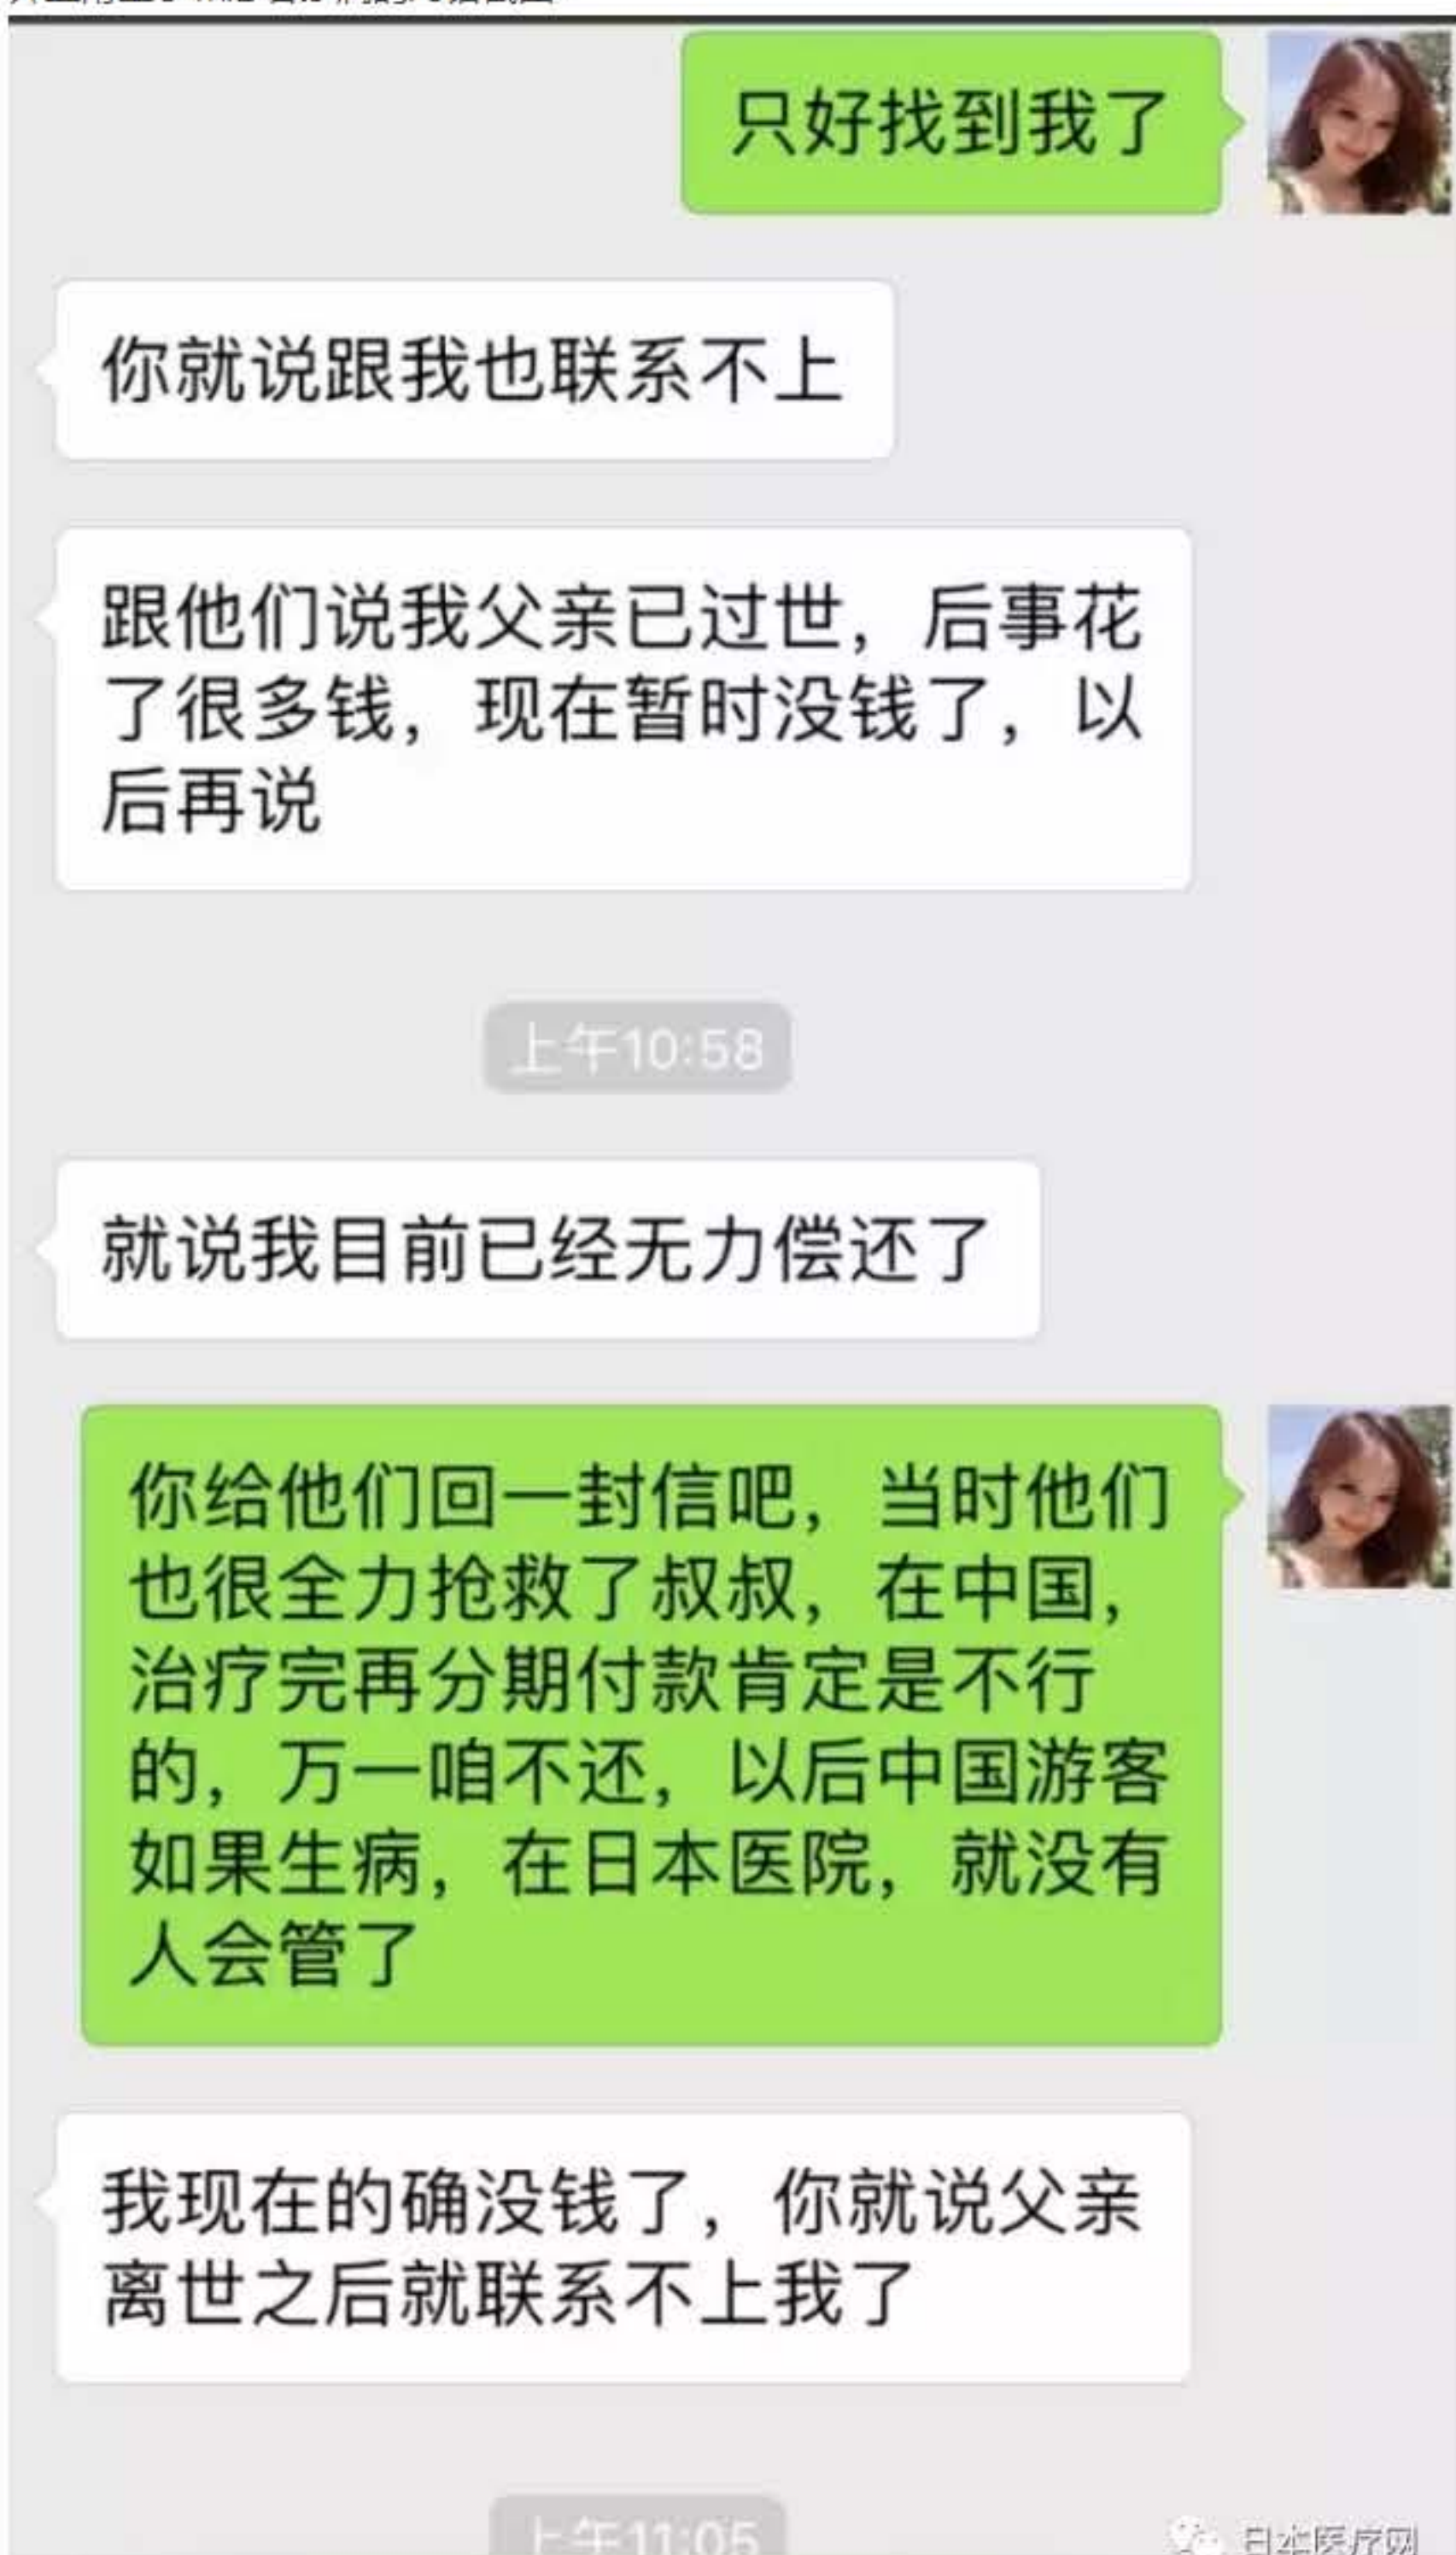 只好找到我了
你就说跟我也联系不上
跟他们说我父亲已过世，后事花
了很多钱，现在暂时没钱了，以
后再说
上午10:58
就说我目前已经无力偿还了
你给他们回一封信吧，当时他们
也很全力抢救了叔叔，在中国，
治疗完再分期付款肯定是不行
的，万一咱不还，以后中国游客
如果生病，在日本医院，就没有
人会管了
我现在的确没钱了，你就说父亲
离世之后就联系不上我了
上午11:05
日本医疗网